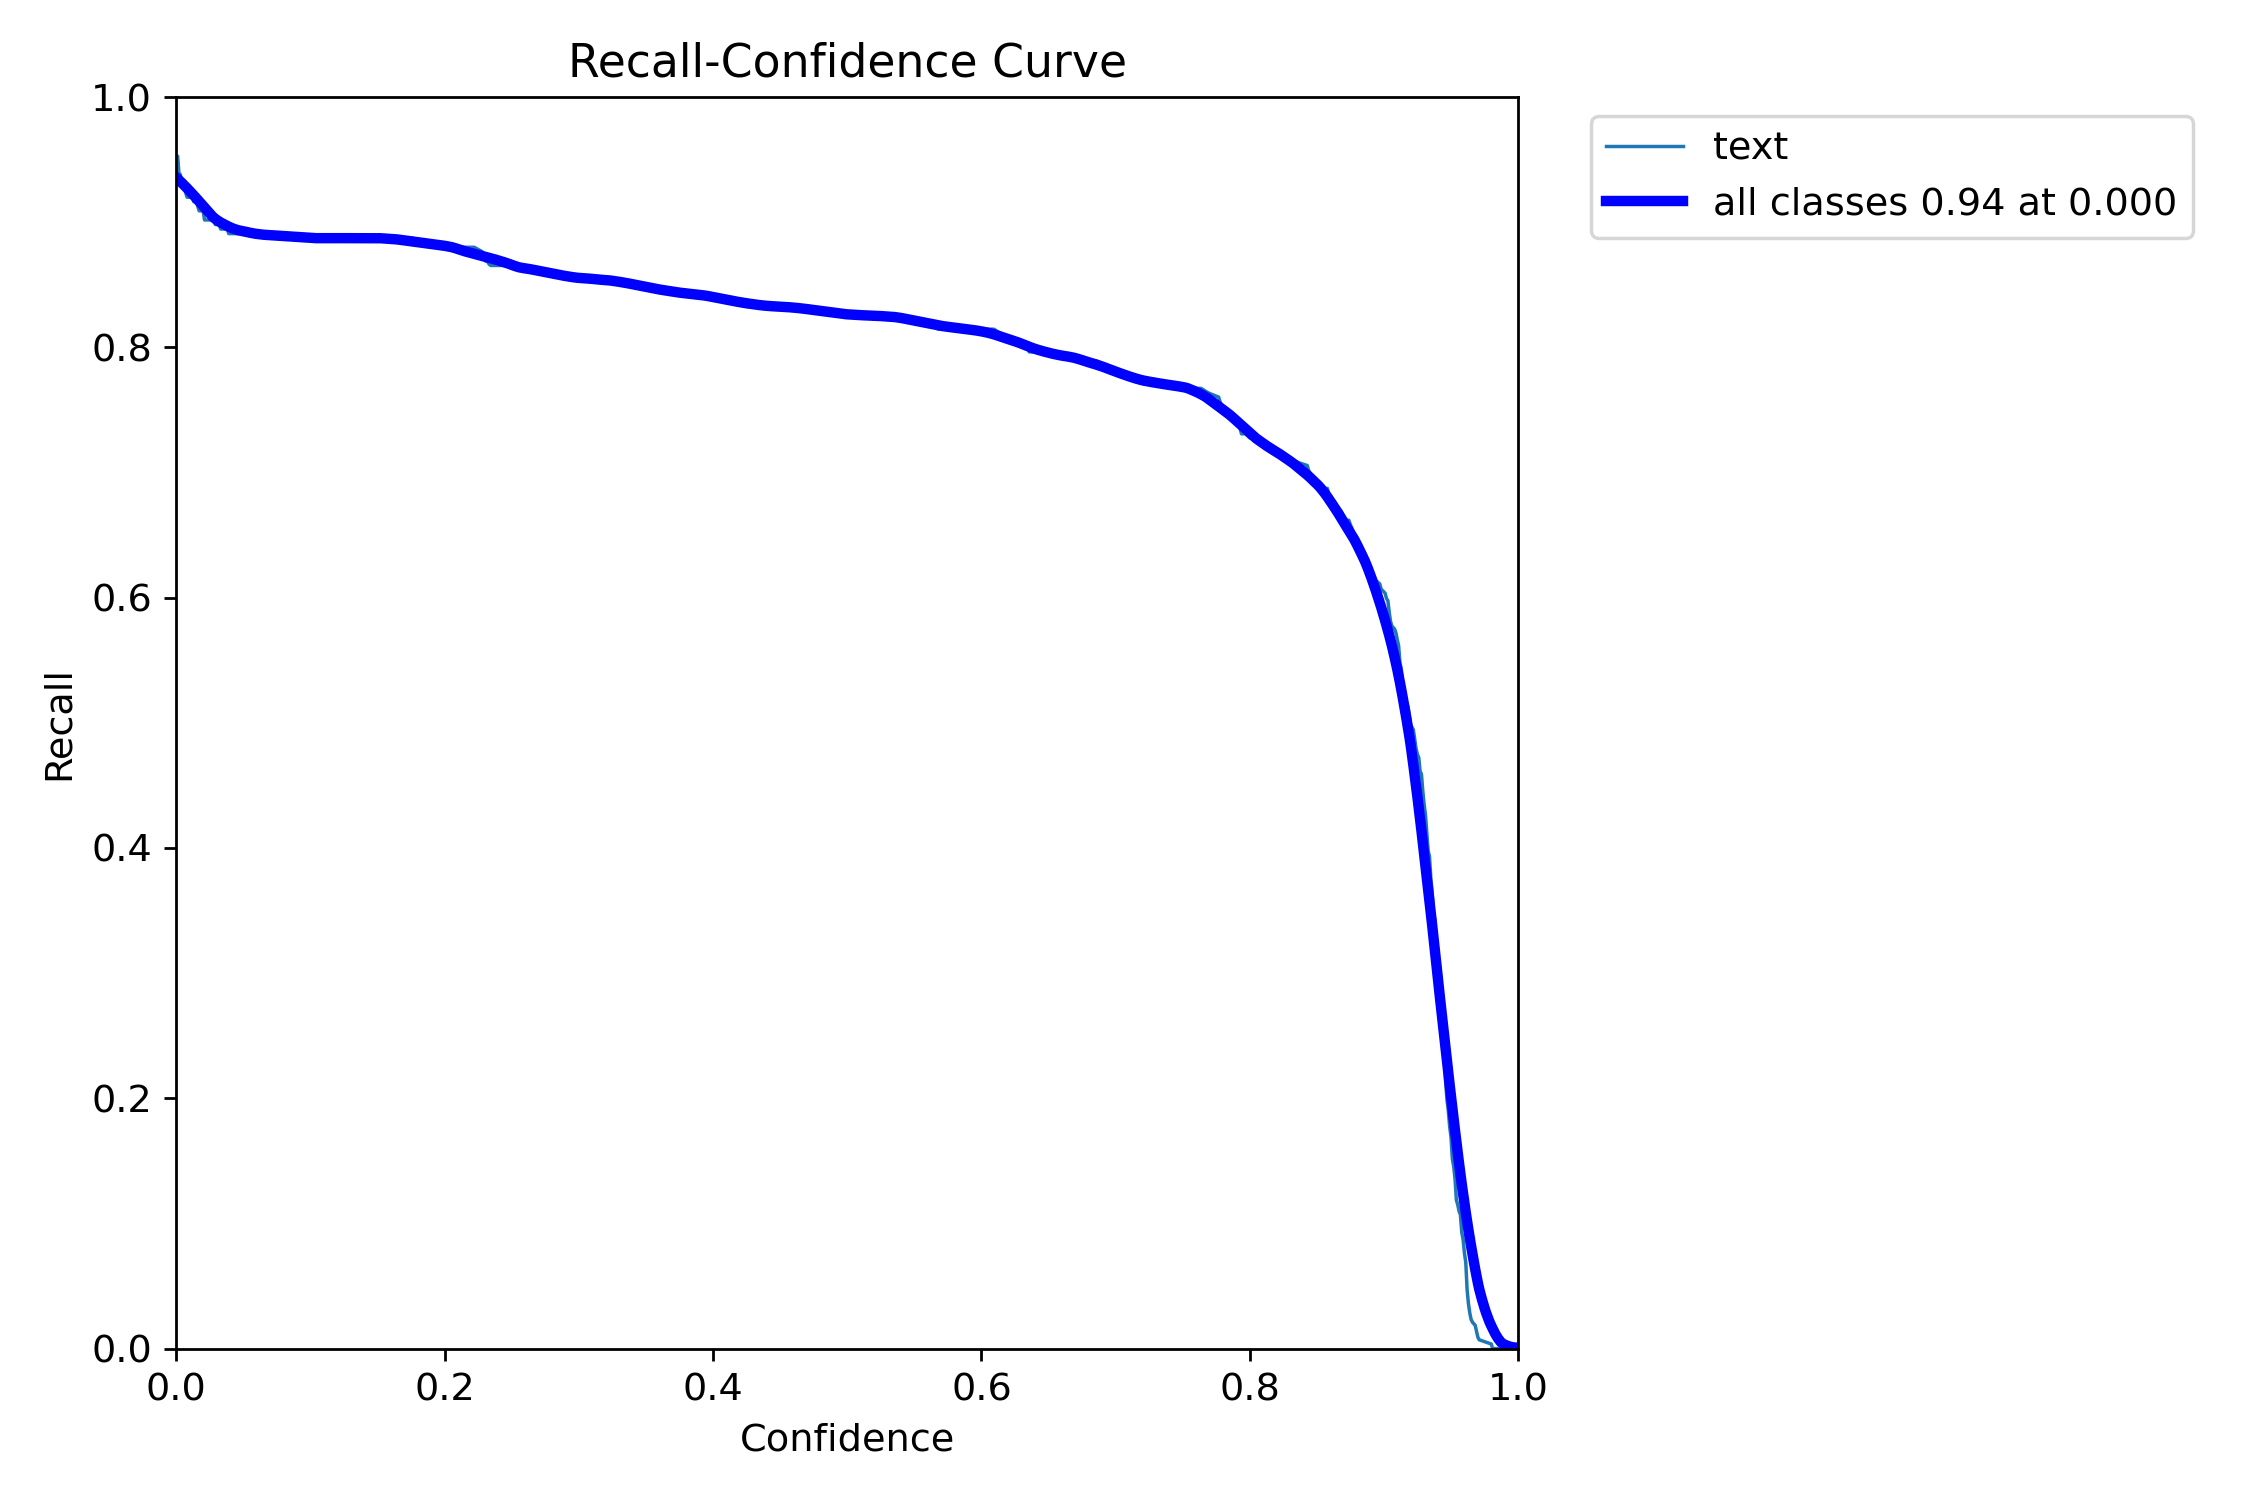 Recall-Confidence Curve
1.0
0.8
0.6
0.4
0.2
0.0
Recall
0.0 0.2 0.4 0.6 0.8 1.0
Confidence
text
all classes 0.94 at 0.000